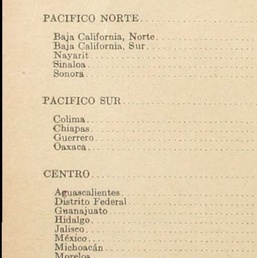 PACIFICO NORTE
Baja California, Norte
Baja California, Sur
Nayarit
Sinaloa
Sonora
PACIFICO SUR
Colima
Chiapas
Guerrero
Oaxaca
CENTRO
Aguascalientes
Distrito Federal
Guanajuato
Hidalgo
Jalisco
México
Michoacán
Morelos